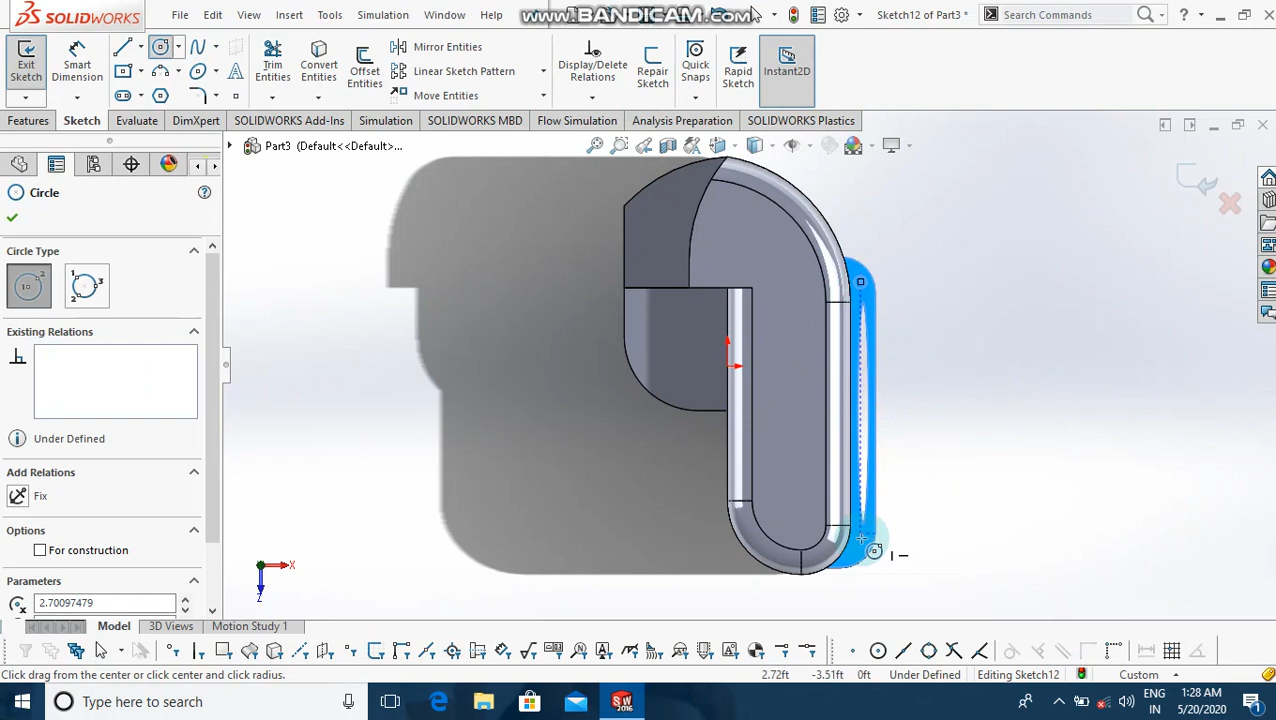 SOLIDWORKS
File
Edit
View
Insert
Tools
Simulation
Window
Help
www.BANDICAM.com
Sketch12 of Part3 *
Search Commands
Exit Sketch
Smart Dimension
Trim Entities
Convert Entities
Offset Entities
Mirror Entities
Linear Sketch Pattern
Move Entities
Display/Delete Relations
Repair Sketch
Quick Snaps
Rapid Sketch
Instant2D
Features
Sketch
Evaluate
DimXpert
SOLIDWORKS Add-Ins
Simulation
SOLIDWORKS MBD
Flow Simulation
Analysis Preparation
SOLIDWORKS Plastics
Part3 (Default<<Default>...
Circle
Circle Type
Existing Relations
Under Defined
Add Relations
Fix
Options
For construction
Parameters
2.70097479
X
Z
Model
3D Views
Motion Study 1
Click drag from the center or click center and click radius.
2.72ft
-3.51ft
0ft
Under Defined
Editing Sketch12
Custom
Type here to search
SW 2016
ENG
IN
1:28 AM
5/20/2020
1